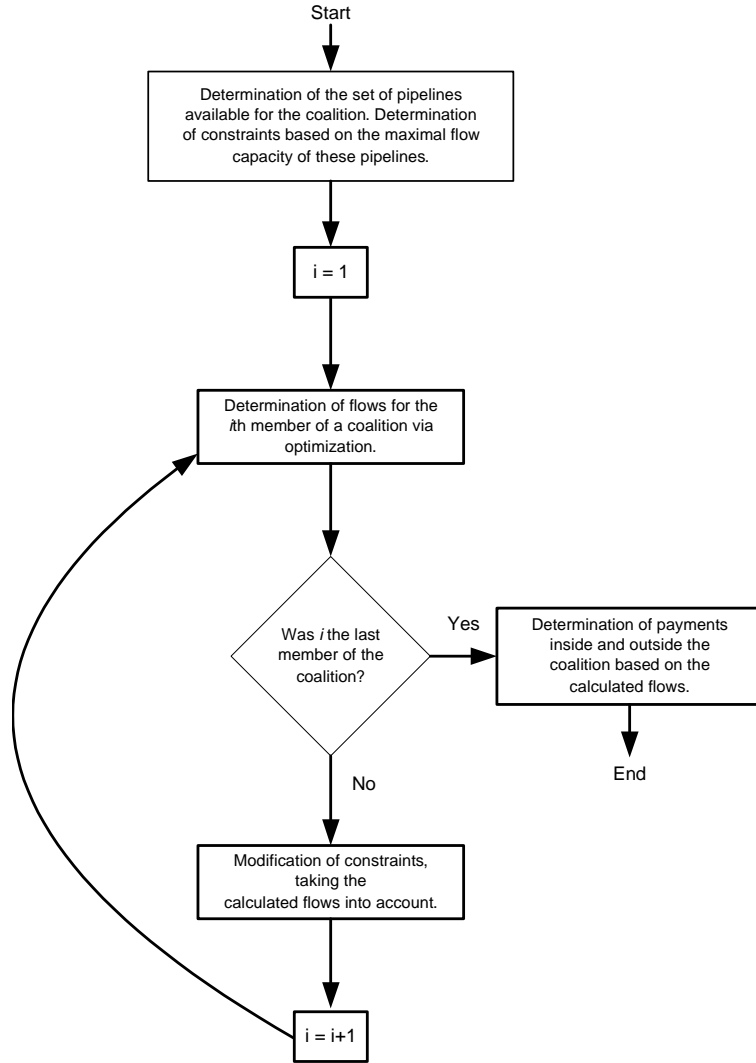 Start
Determination of the set of pipelines
available for the coalition. Determination
of constraints based on the maximal flow
capacity of these pipelines.
i = 1
Determination of flows for the
ith member of a coalition via
optimization.
Was i the last
member of the
coalition?
Yes
Determination of payments
inside and outside the
coalition based on the
calculated flows.
End
No
Modification of constraints,
taking the
calculated flows into account.
i = i+1